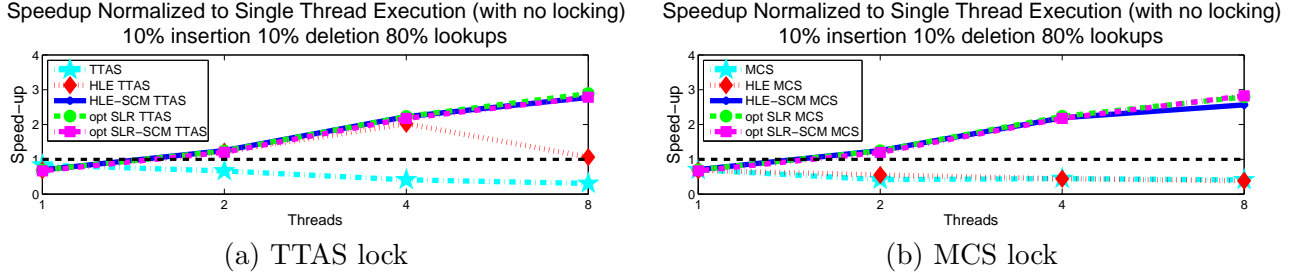 Speedup Normalized to Single Thread Execution (with no locking)
10% insertion 10% deletion 80% lookups
4
3
2
1
0
Speed−up
TTAS
HLE TTAS
HLE−SCM TTAS
opt SLR TTAS
opt SLR−SCM TTAS
1
2
4
8
Threads
(a) TTAS lock
Speedup Normalized to Single Thread Execution (with no locking)
10% insertion 10% deletion 80% lookups
4
3
2
1
0
Speed−up
MCS
HLE MCS
HLE−SCM MCS
opt SLR MCS
opt SLR−SCM MCS
1
2
4
8
Threads
(b) MCS lock